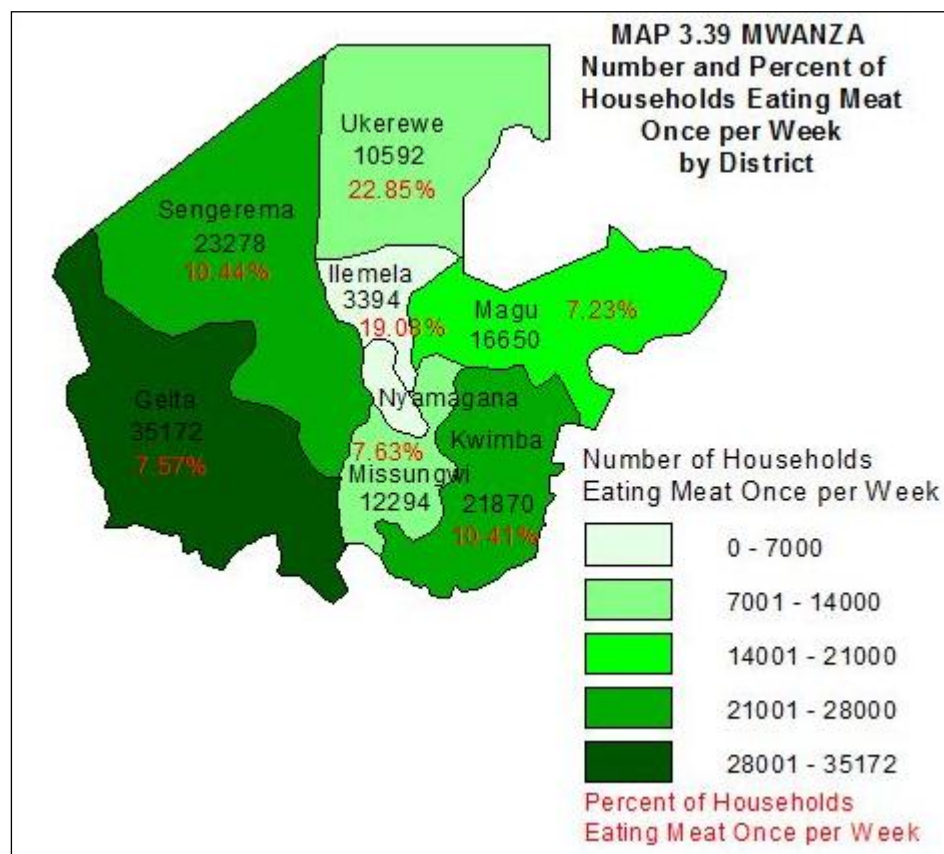 MAP 3.39 MWANZA
Number and Percent of
Households Eating Meat
Once per Week
by District
Ukerewe
10592
22.85%
Sengerema
23278
10.44%
Ilemela
3394
19.08%
Magu 7.23%
16650
Geita
35172
7.57%
Nyamagana
Kwimba
21870
10.41%
7.63%
Missungwi
12294
Number of Households
Eating Meat Once per Week
0 - 7000
7001 - 14000
14001 - 21000
21001 - 28000
28001 - 35172
Percent of Households
Eating Meat Once per Week